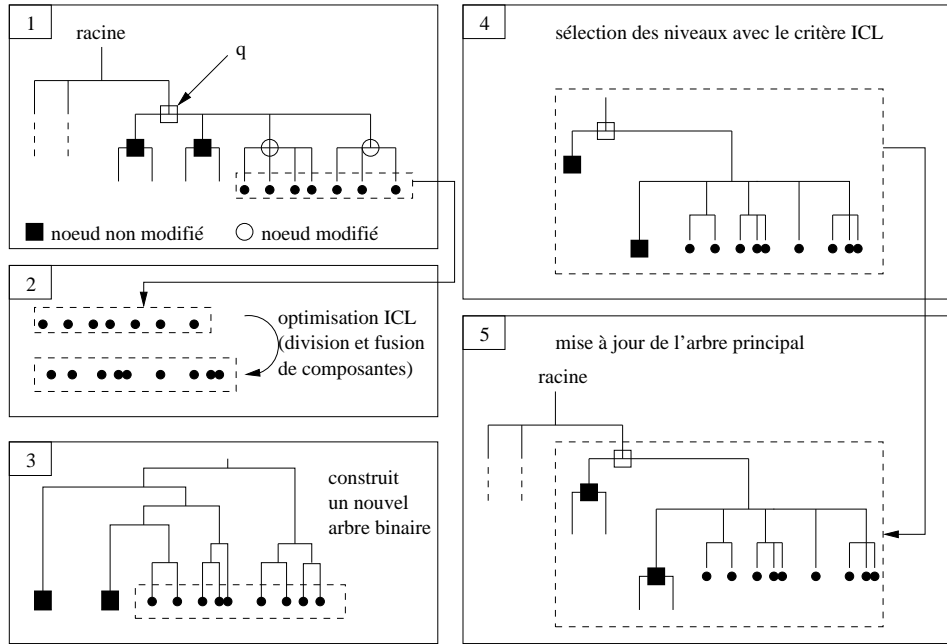 1
racine
q
noeud non modifié
noeud modifié
2
optimisation ICL
(division et fusion
de composantes)
3
construit
un nouvel
arbre binaire
4
sélection des niveaux avec le critère ICL
5
mise à jour de l'arbre principal
racine